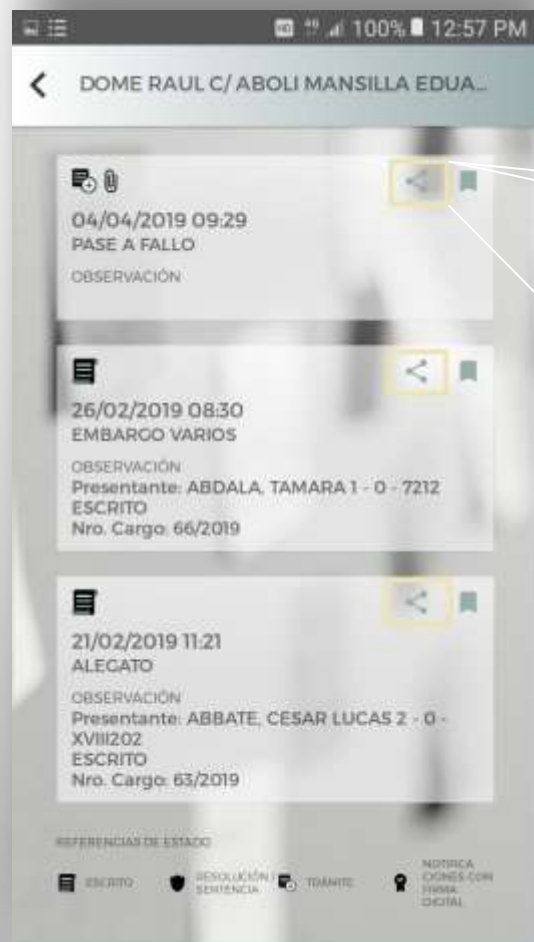 HD 4G 100% 12:57 PM
DOME RAUL C/ ABOLI MANSILLA EDUA...
04/04/2019 09:29
PASE A FALLO
OBSERVACIÓN
26/02/2019 08:30
EMBARGO VARIOS
OBSERVACIÓN
Presentante: ABDALA, TAMARA 1 - 0 - 7212
ESCRITO
Nro. Cargo: 66/2019
21/02/2019 11:21
ALEGATO
OBSERVACIÓN
Presentante: ABBATE, CESAR LUCAS 2 - 0 -
XVIII202
ESCRITO
Nro. Cargo: 63/2019
REFERENCIAS DE ESTADO
ESCRITO
RESOLUCIÓN /
SENTENCIA
TRÁMITE
NOTIFICA
CIONES CON
FIRMA
DIGITAL